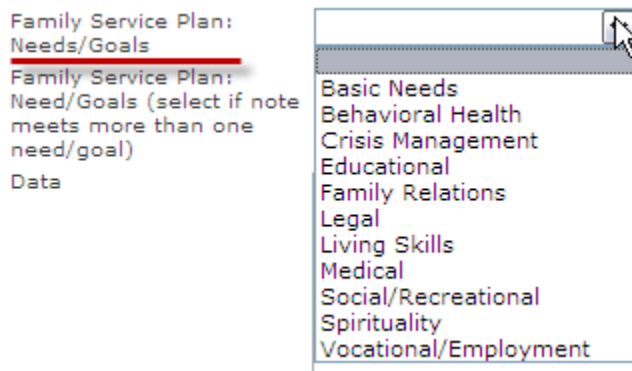 Family Service Plan:
Needs/Goals
Family Service Plan:
Need/Goals (select if note
meets more than one
need/goal)
Data
Basic Needs
Behavioral Health
Crisis Management
Educational
Family Relations
Legal
Living Skills
Medical
Social/Recreational
Spirituality
Vocational/Employment